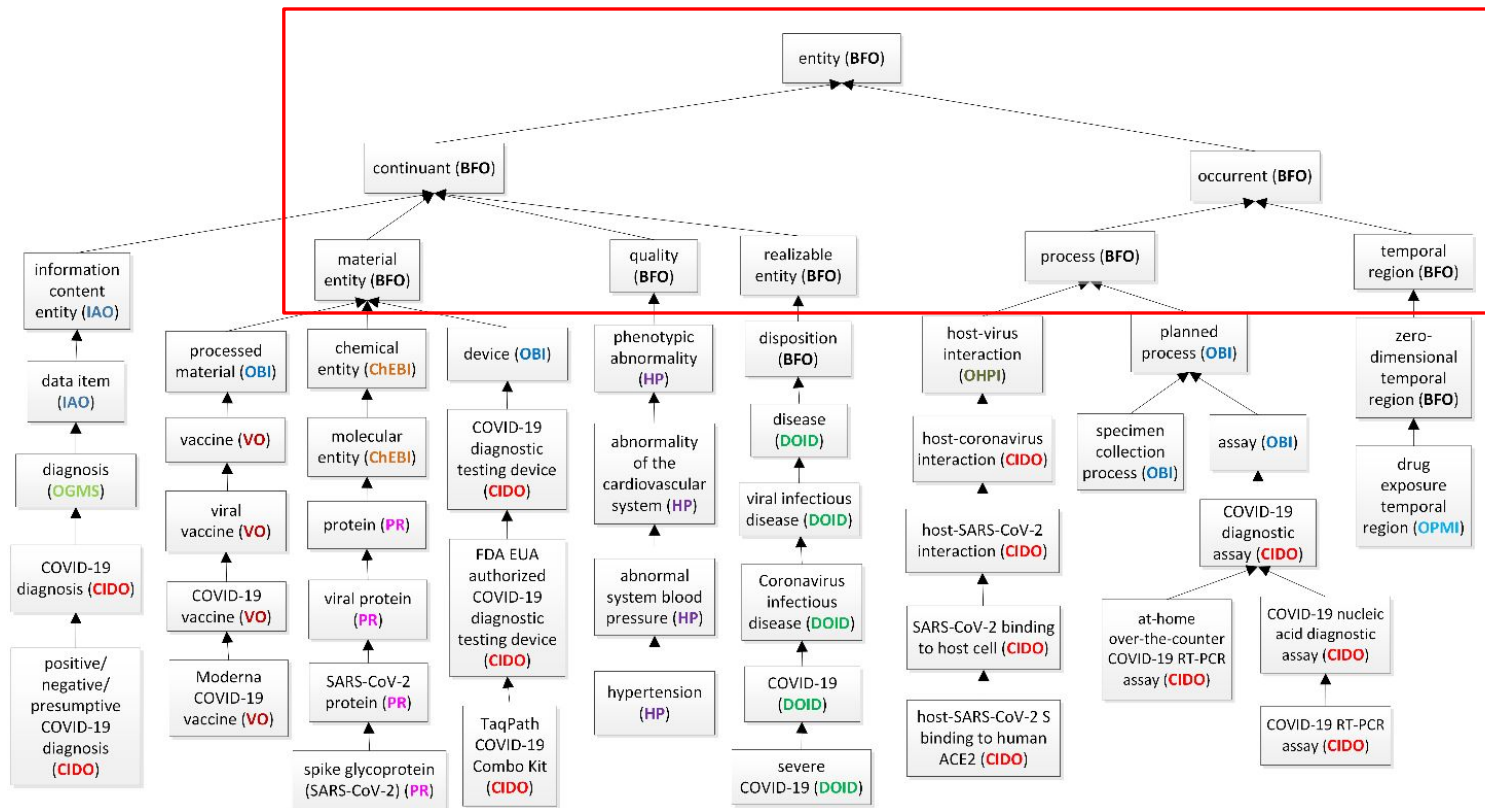 entity (BFO)
continuant (BFO)
occurrent (BFO)
information
content
entity (IAO)
material
entity (BFO)
quality
(BFO)
realizable
entity (BFO)
process (BFO)
temporal
region (BFO)
data item
(IAO)
processed
material (OBI)
chemical
entity (ChEBI)
device (OBI)
phenotypic
abnormality
(HP)
disposition
(BFO)
host-virus
interaction
(OHPI)
planned
process (OBI)
zero-
dimensional
temporal
region (BFO)
diagnosis
(OGMS)
vaccine (VO)
molecular
entity (ChEBI)
COVID-19
diagnostic
testing device
(CIDO)
abnormality
of the
cardiovascular
system (HP)
disease
(DOID)
host-coronavirus
interaction (CIDO)
specimen
collection
process (OBI)
assay (OBI)
drug
exposure
temporal
region (OPMI)
viral
vaccine (VO)
protein (PR)
viral infectious
disease (DOID)
host-SARS-CoV-2
interaction (CIDO)
COVID-19
diagnostic
assay (CIDO)
COVID-19
diagnosis (CIDO)
COVID-19
vaccine (VO)
viral protein
(PR)
FDA EUA
authorized
COVID-19
diagnostic
testing device
(CIDO)
abnormal
system blood
pressure (HP)
Coronavirus
infectious
disease (DOID)
SARS-CoV-2 binding
to host cell (CIDO)
at-home
over-the-counter
COVID-19 RT-PCR
assay (CIDO)
COVID-19 nucleic
acid diagnostic
assay (CIDO)
positive/
negative/
presumptive
COVID-19
diagnosis
(CIDO)
Moderna
COVID-19
vaccine (VO)
SARS-CoV-2
protein (PR)
hypertension
(HP)
COVID-19
(DOID)
host-SARS-CoV-2 S
binding to human
ACE2 (CIDO)
COVID-19 RT-PCR
assay (CIDO)
spike glycoprotein
(SARS-CoV-2) (PR)
TaqPath
COVID-19
Combo Kit
(CIDO)
severe
COVID-19 (DOID)